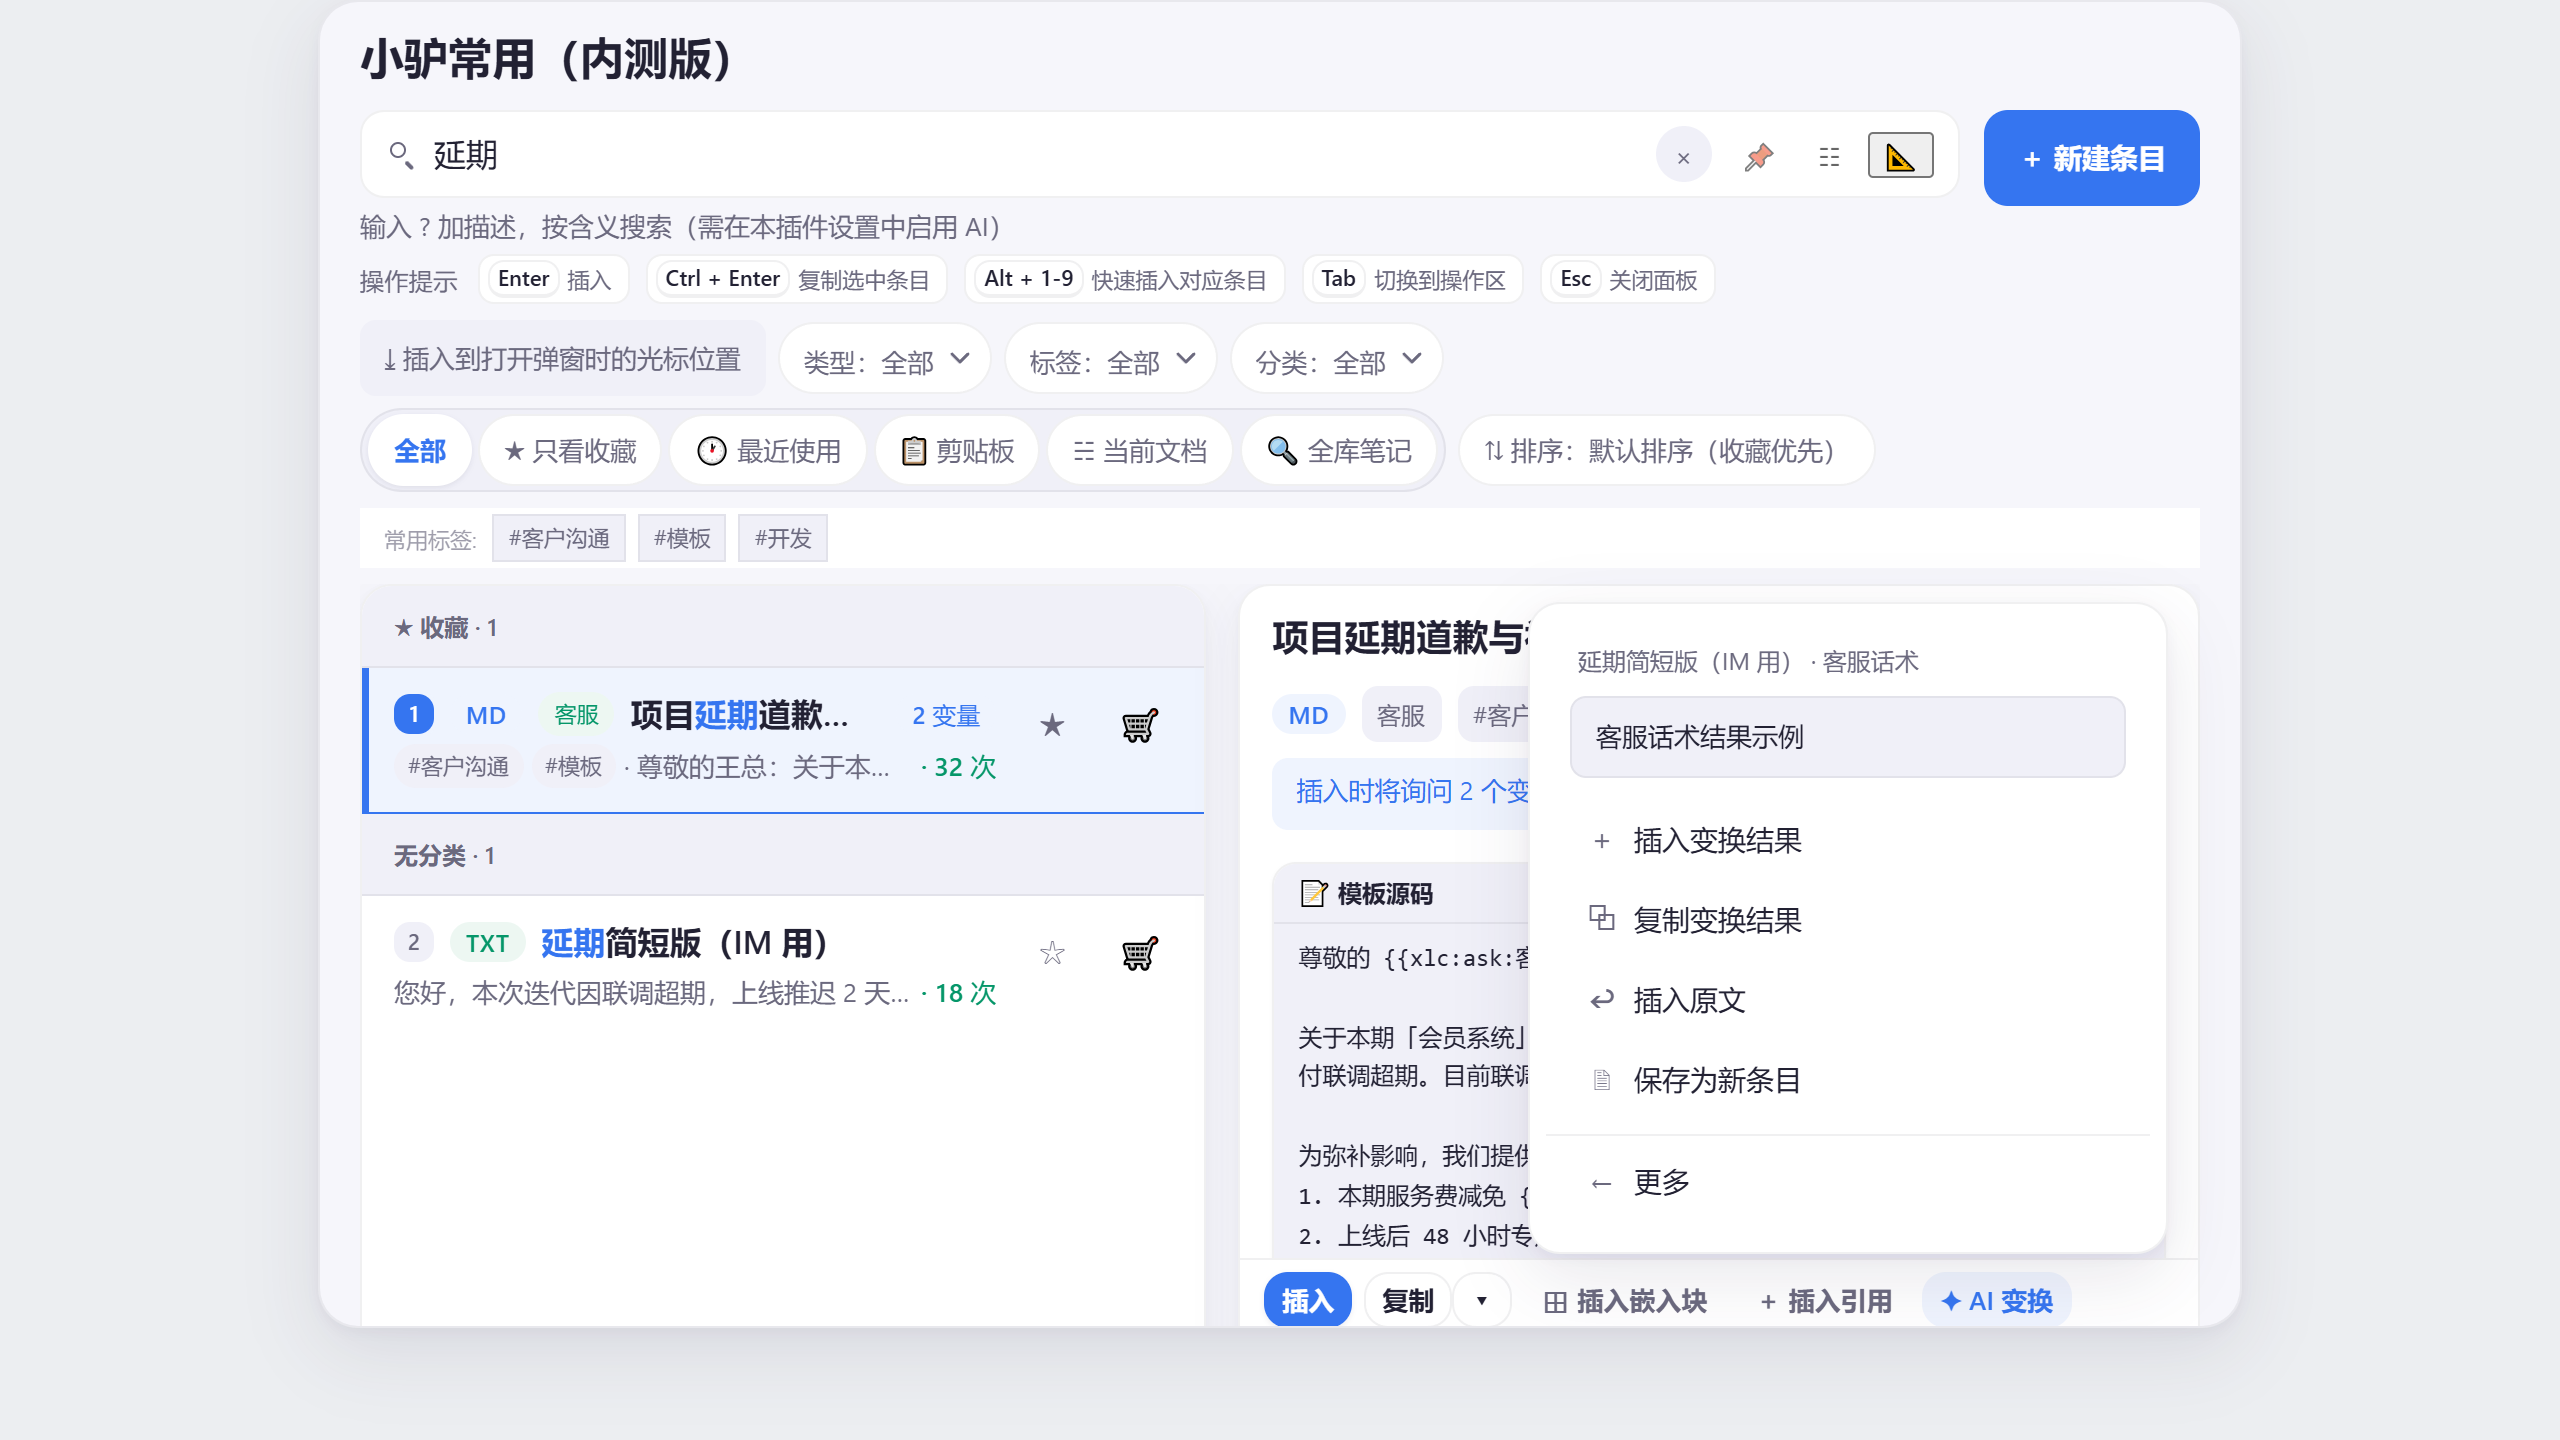 小驴常用（内测版）
延期
× 
+ 新建条目
输入 ? 加描述，按含义搜索（需在本插件设置中启用 AI）
操作提示 Enter 插入 Ctrl + Enter 复制选中条目 Alt + 1-9 快速插入对应条目 Tab 切换到操作区 Esc 关闭面板
⤓插入到打开弹窗时的光标位置 类型：全部 标签：全部 分类：全部
全部 ★ 只看收藏 最近使用 剪贴板 ☵ 当前文档 全库笔记 ⇅ 排序：默认排序（收藏优先）
常用标签: #客户沟通 #模板 #开发
★ 收藏 · 1
1 MD 客服 项目延期道歉... 2 变量 ★
#客户沟通 #模板 · 尊敬的王总：关于本... · 32 次
无分类 · 1
2 TXT 延期简短版（IM 用） ☆
您好，本次迭代因联调超期，上线推迟 2 天... · 18 次
项目延期道歉与
MD 客服 #客户
插入时将询问 2 个变
模板源码
尊敬的 {{xlc:ask:客
关于本期「会员系统」
付联调超期。目前联调
为弥补影响，我们提供
1. 本期服务费减免 {
2. 上线后 48 小时专
延期简短版（IM 用） · 客服话术
客服话术结果示例
+ 插入变换结果
复制变换结果
↩ 插入原文
保存为新条目
← 更多
插入 复制 ▾ 田 插入嵌入块 + 插入引用 ✦ AI 变换